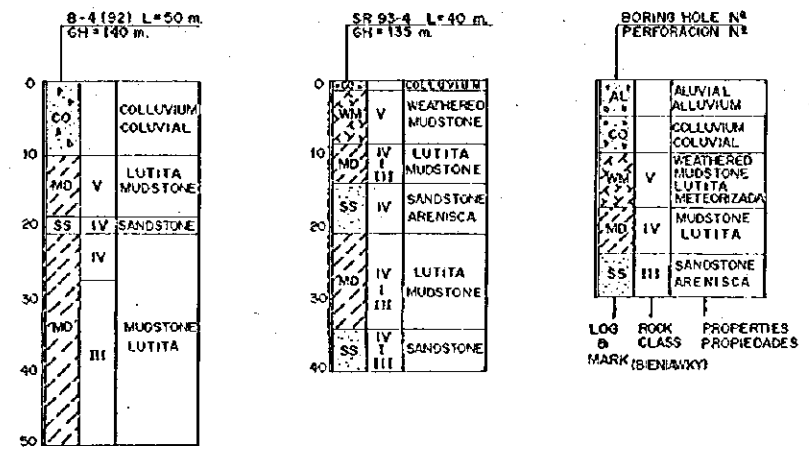 8-4 (92) L=50 m.
GH = 140 m.
0
CO
COLLUVIUM
COLUVIAL
10
MD
V
LUTITA
MUDSTONE
20
SS
IV
SANDSTONE
IV
30
MD
III
MUDSTONE
LUTITA
40
50
SR 93-4 L=40 m.
GH = 135 m.
0
CO
COLLUVIUM
WM
V
WEATHERED
MUDSTONE
10
MD
IV
I
III
LUTITA
MUDSTONE
SS
IV
SANDSTONE
ARENISCA
20
MD
IV
I
III
LUTITA
MUDSTONE
30
SS
IV
I
III
SANDSTONE
40
BORING HOLE Nº
PERFORACION Nº
AL
ALUVIAL
ALLUVIUM
CO
COLLUVIUM
COLUVIAL
WM
V
WEATHERED
MUDSTONE
LUTITA
METEORIZADA
MD
IV
MUDSTONE
LUTITA
SS
III
SANDSTONE
ARENISCA
LOG
&
MARK
ROCK
CLASS
(BIENIAWKY)
PROPERTIES
PROPIEDADES